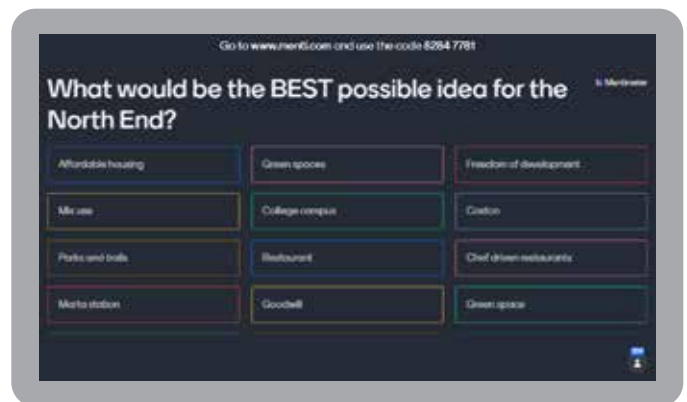 Go to www.menti.com and use the code 8284 7781
What would be the BEST possible idea for the
North End?
Mentimeter
Affordable housing
Green spaces
Freedom of development
Mix use
College campus
Parks and trails
Restaurant
Chef driven restaurants
Marta station
Goodwill
Green space